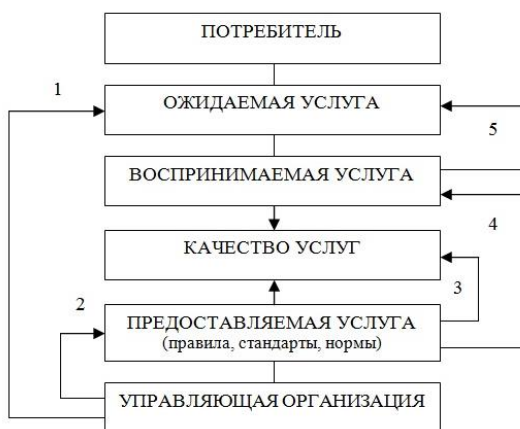 ПОТРЕБИТЕЛЬ
1
ОЖИДАЕМАЯ УСЛУГА
5
ВОСПРИНИМАЕМАЯ УСЛУГА
4
КАЧЕСТВО УСЛУГ
3
2
ПРЕДОСТАВЛЯЕМАЯ УСЛУГА
(правила, стандарты, нормы)
УПРАВЛЯЮЩАЯ ОРГАНИЗАЦИЯ